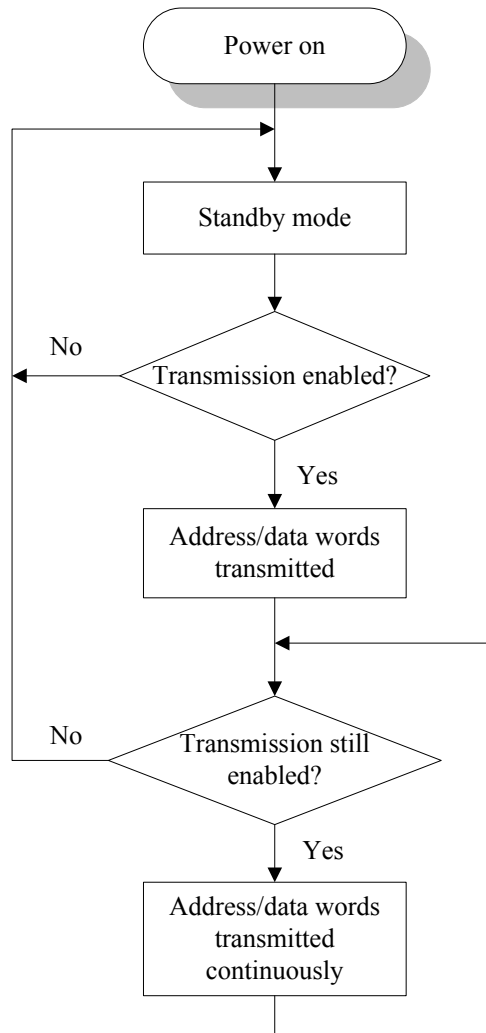 Power on
Standby mode
No
Transmission enabled?
Yes
Address/data words
transmitted
No
Transmission still
enabled?
Yes
Address/data words
transmitted
continuously